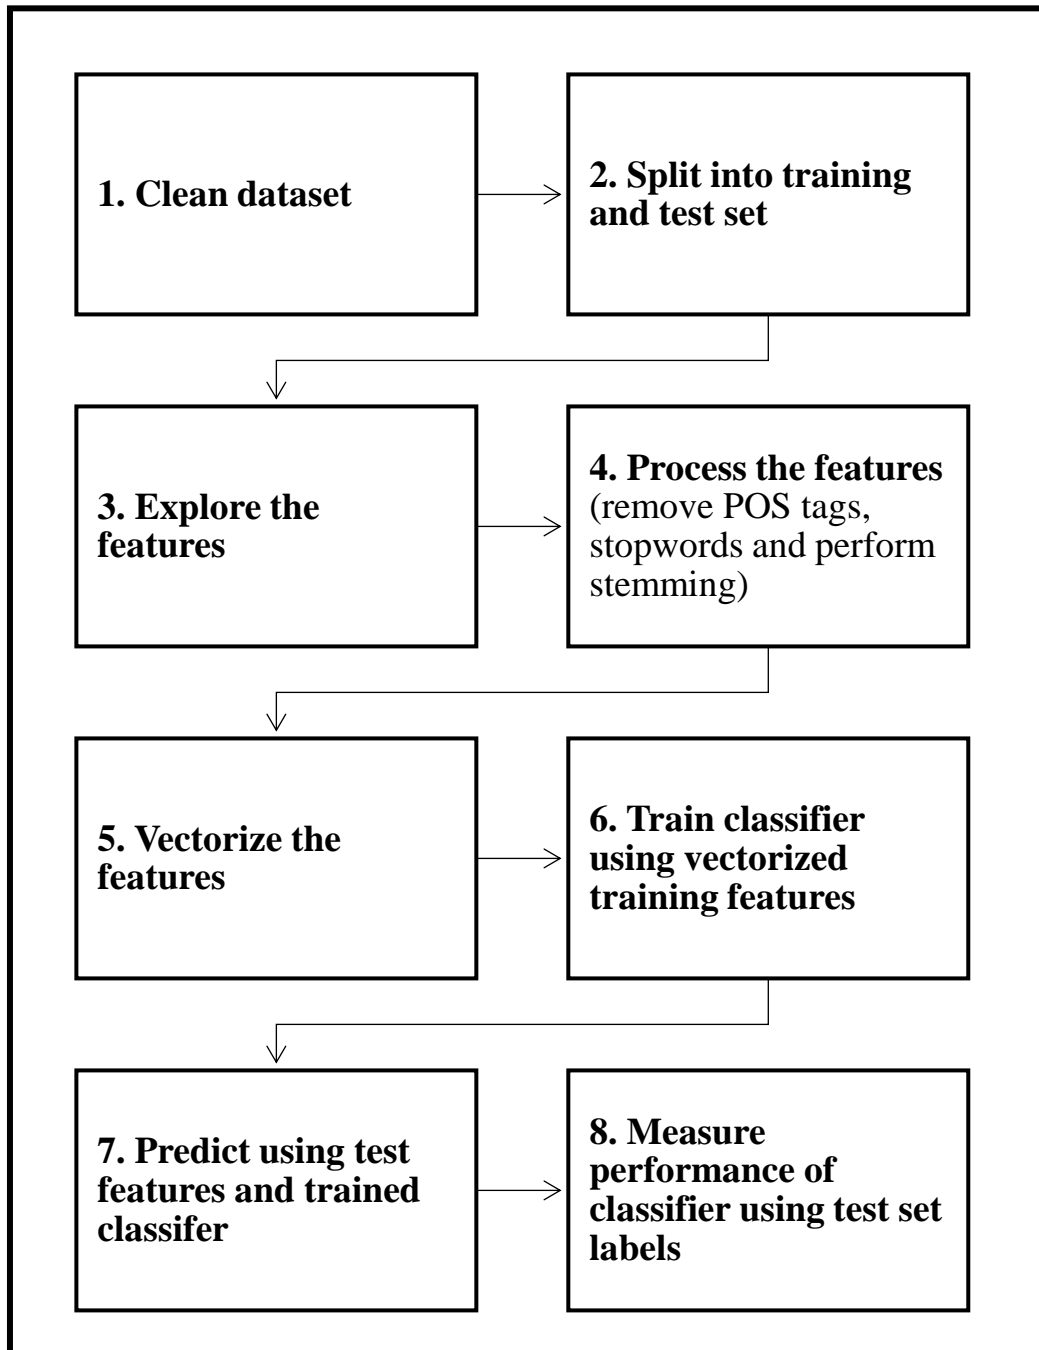 1. Clean dataset
2. Split into training
and test set
3. Explore the
features
4. Process the features
(remove POS tags,
stopwords and perform
stemming)
5. Vectorize the
features
6. Train classifier
using vectorized
training features
7. Predict using test
features and trained
classifer
8. Measure
performance of
classifier using test set
labels